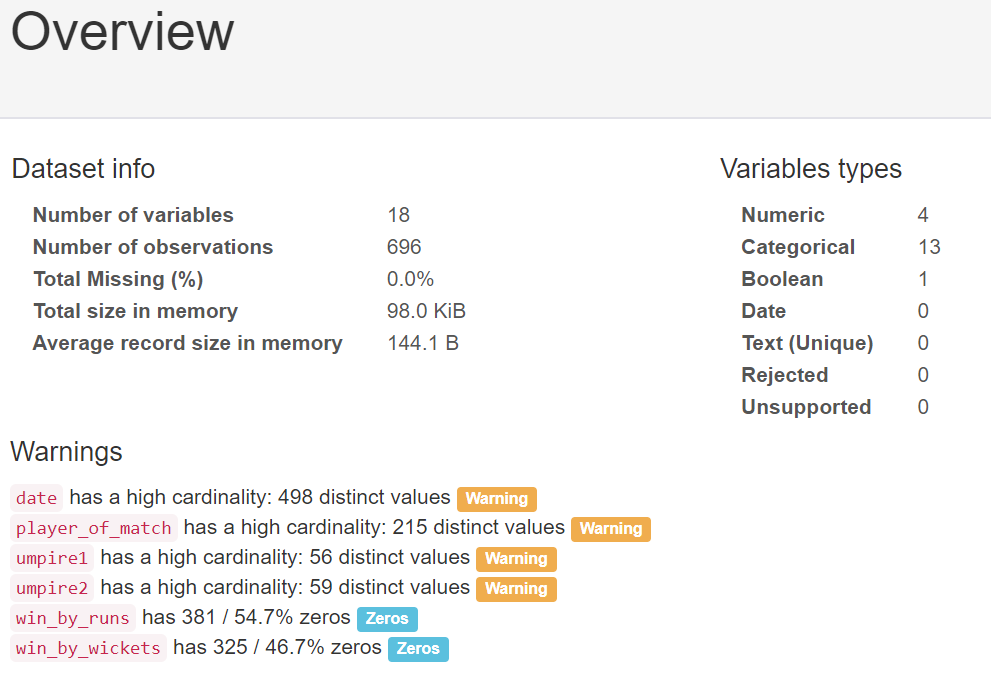 Overview
Dataset info
Number of variables 18
Number of observations 696
Total Missing (%) 0.0%
Total size in memory 98.0 KiB
Average record size in memory 144.1 B
Variables types
Numeric 4
Categorical 13
Boolean 1
Date 0
Text (Unique) 0
Rejected 0
Unsupported 0
Warnings
date has a high cardinality: 498 distinct values Warning
player_of_match has a high cardinality: 215 distinct values Warning
umpire1 has a high cardinality: 56 distinct values Warning
umpire2 has a high cardinality: 59 distinct values Warning
win_by_runs has 381 / 54.7% zeros Zeros
win_by_wickets has 325 / 46.7% zeros Zeros